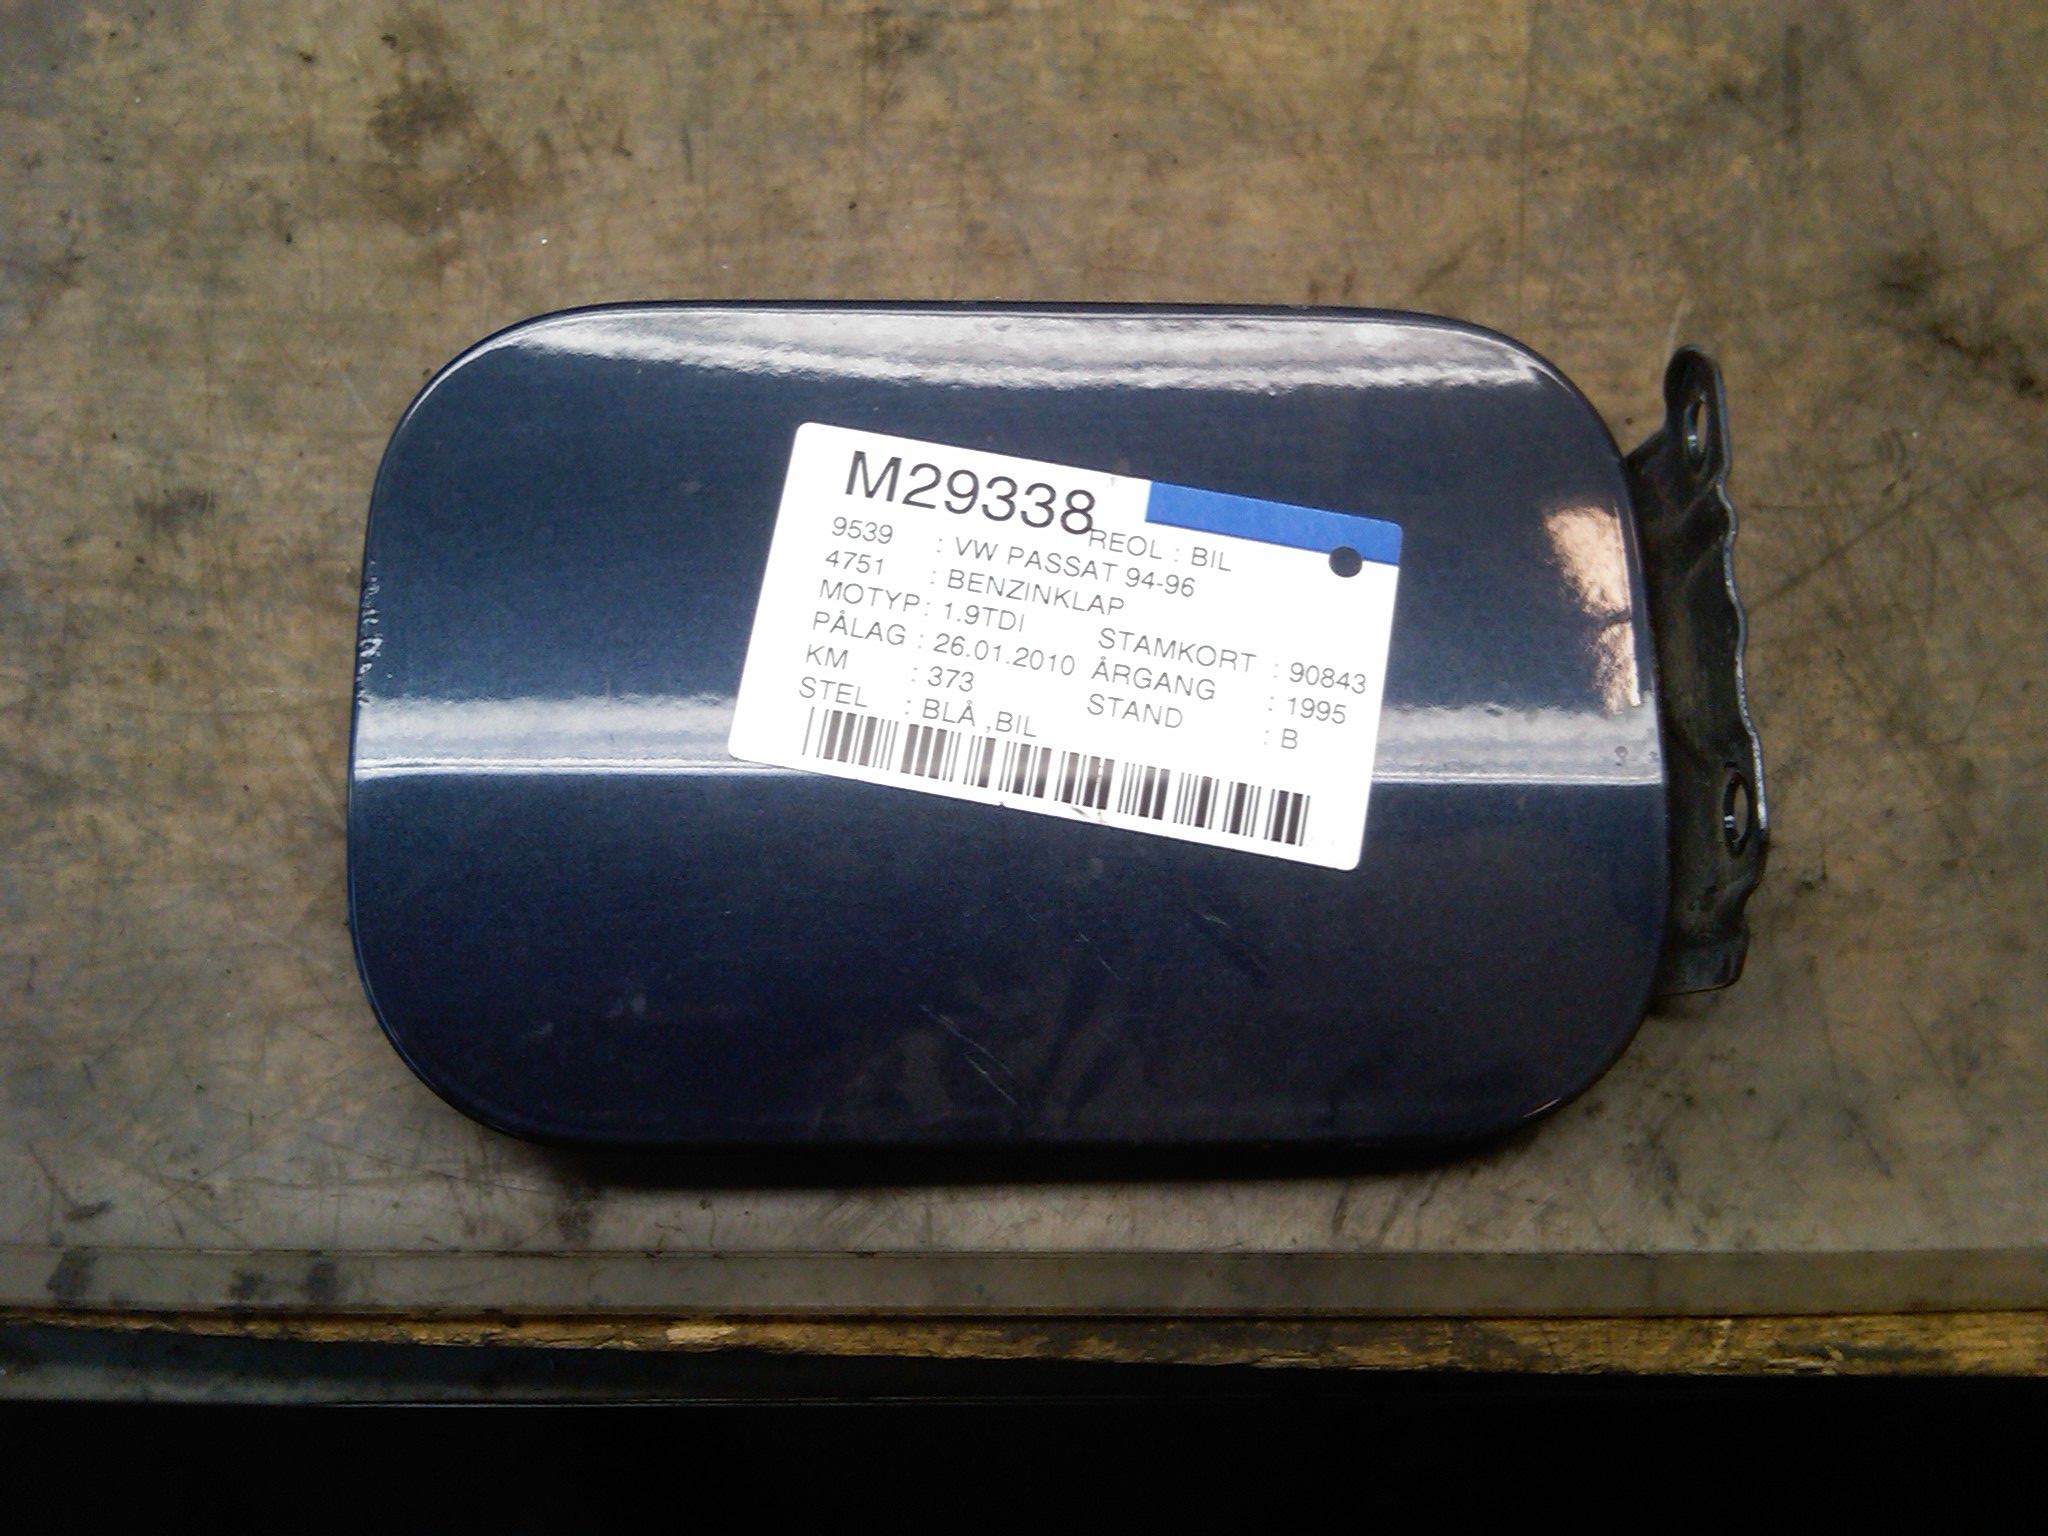 M29338 REOL : BIL
9539 : VW PASSAT 94-96
4751 : BENZINKLAP
MOTYP : 1.9TDI STAMKORT : 90843
PÅLAG : 26.01.2010 ÅRGANG : 1995
KM : 373 STAND : B
STEL : BLÅ ,BIL